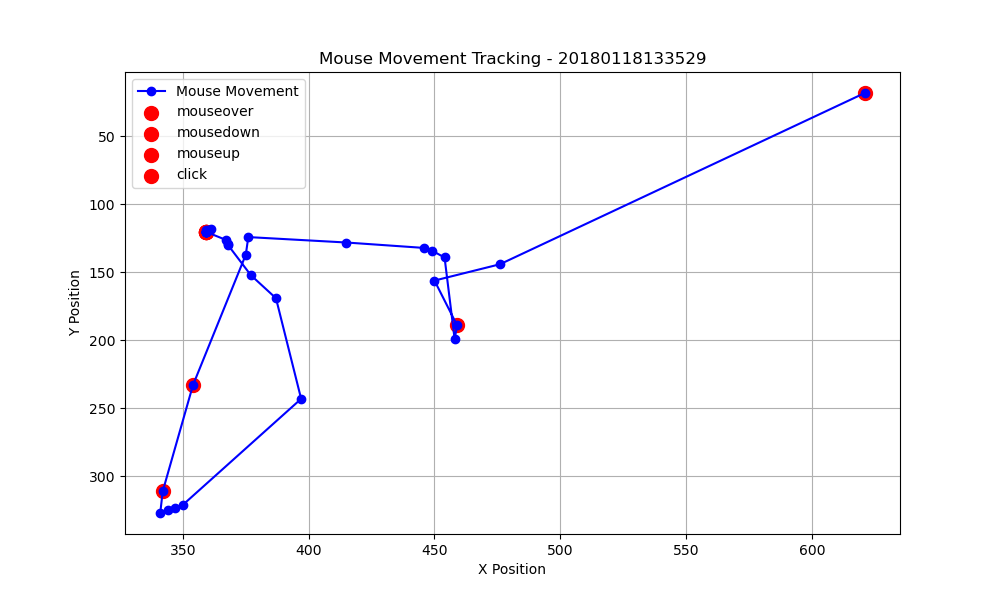 Mouse Movement Tracking - 20180118133529
Mouse Movement
mouseover
mousedown
mouseup
click
Y Position
50
100
150
200
250
300
350 400 450 500 550 600
X Position